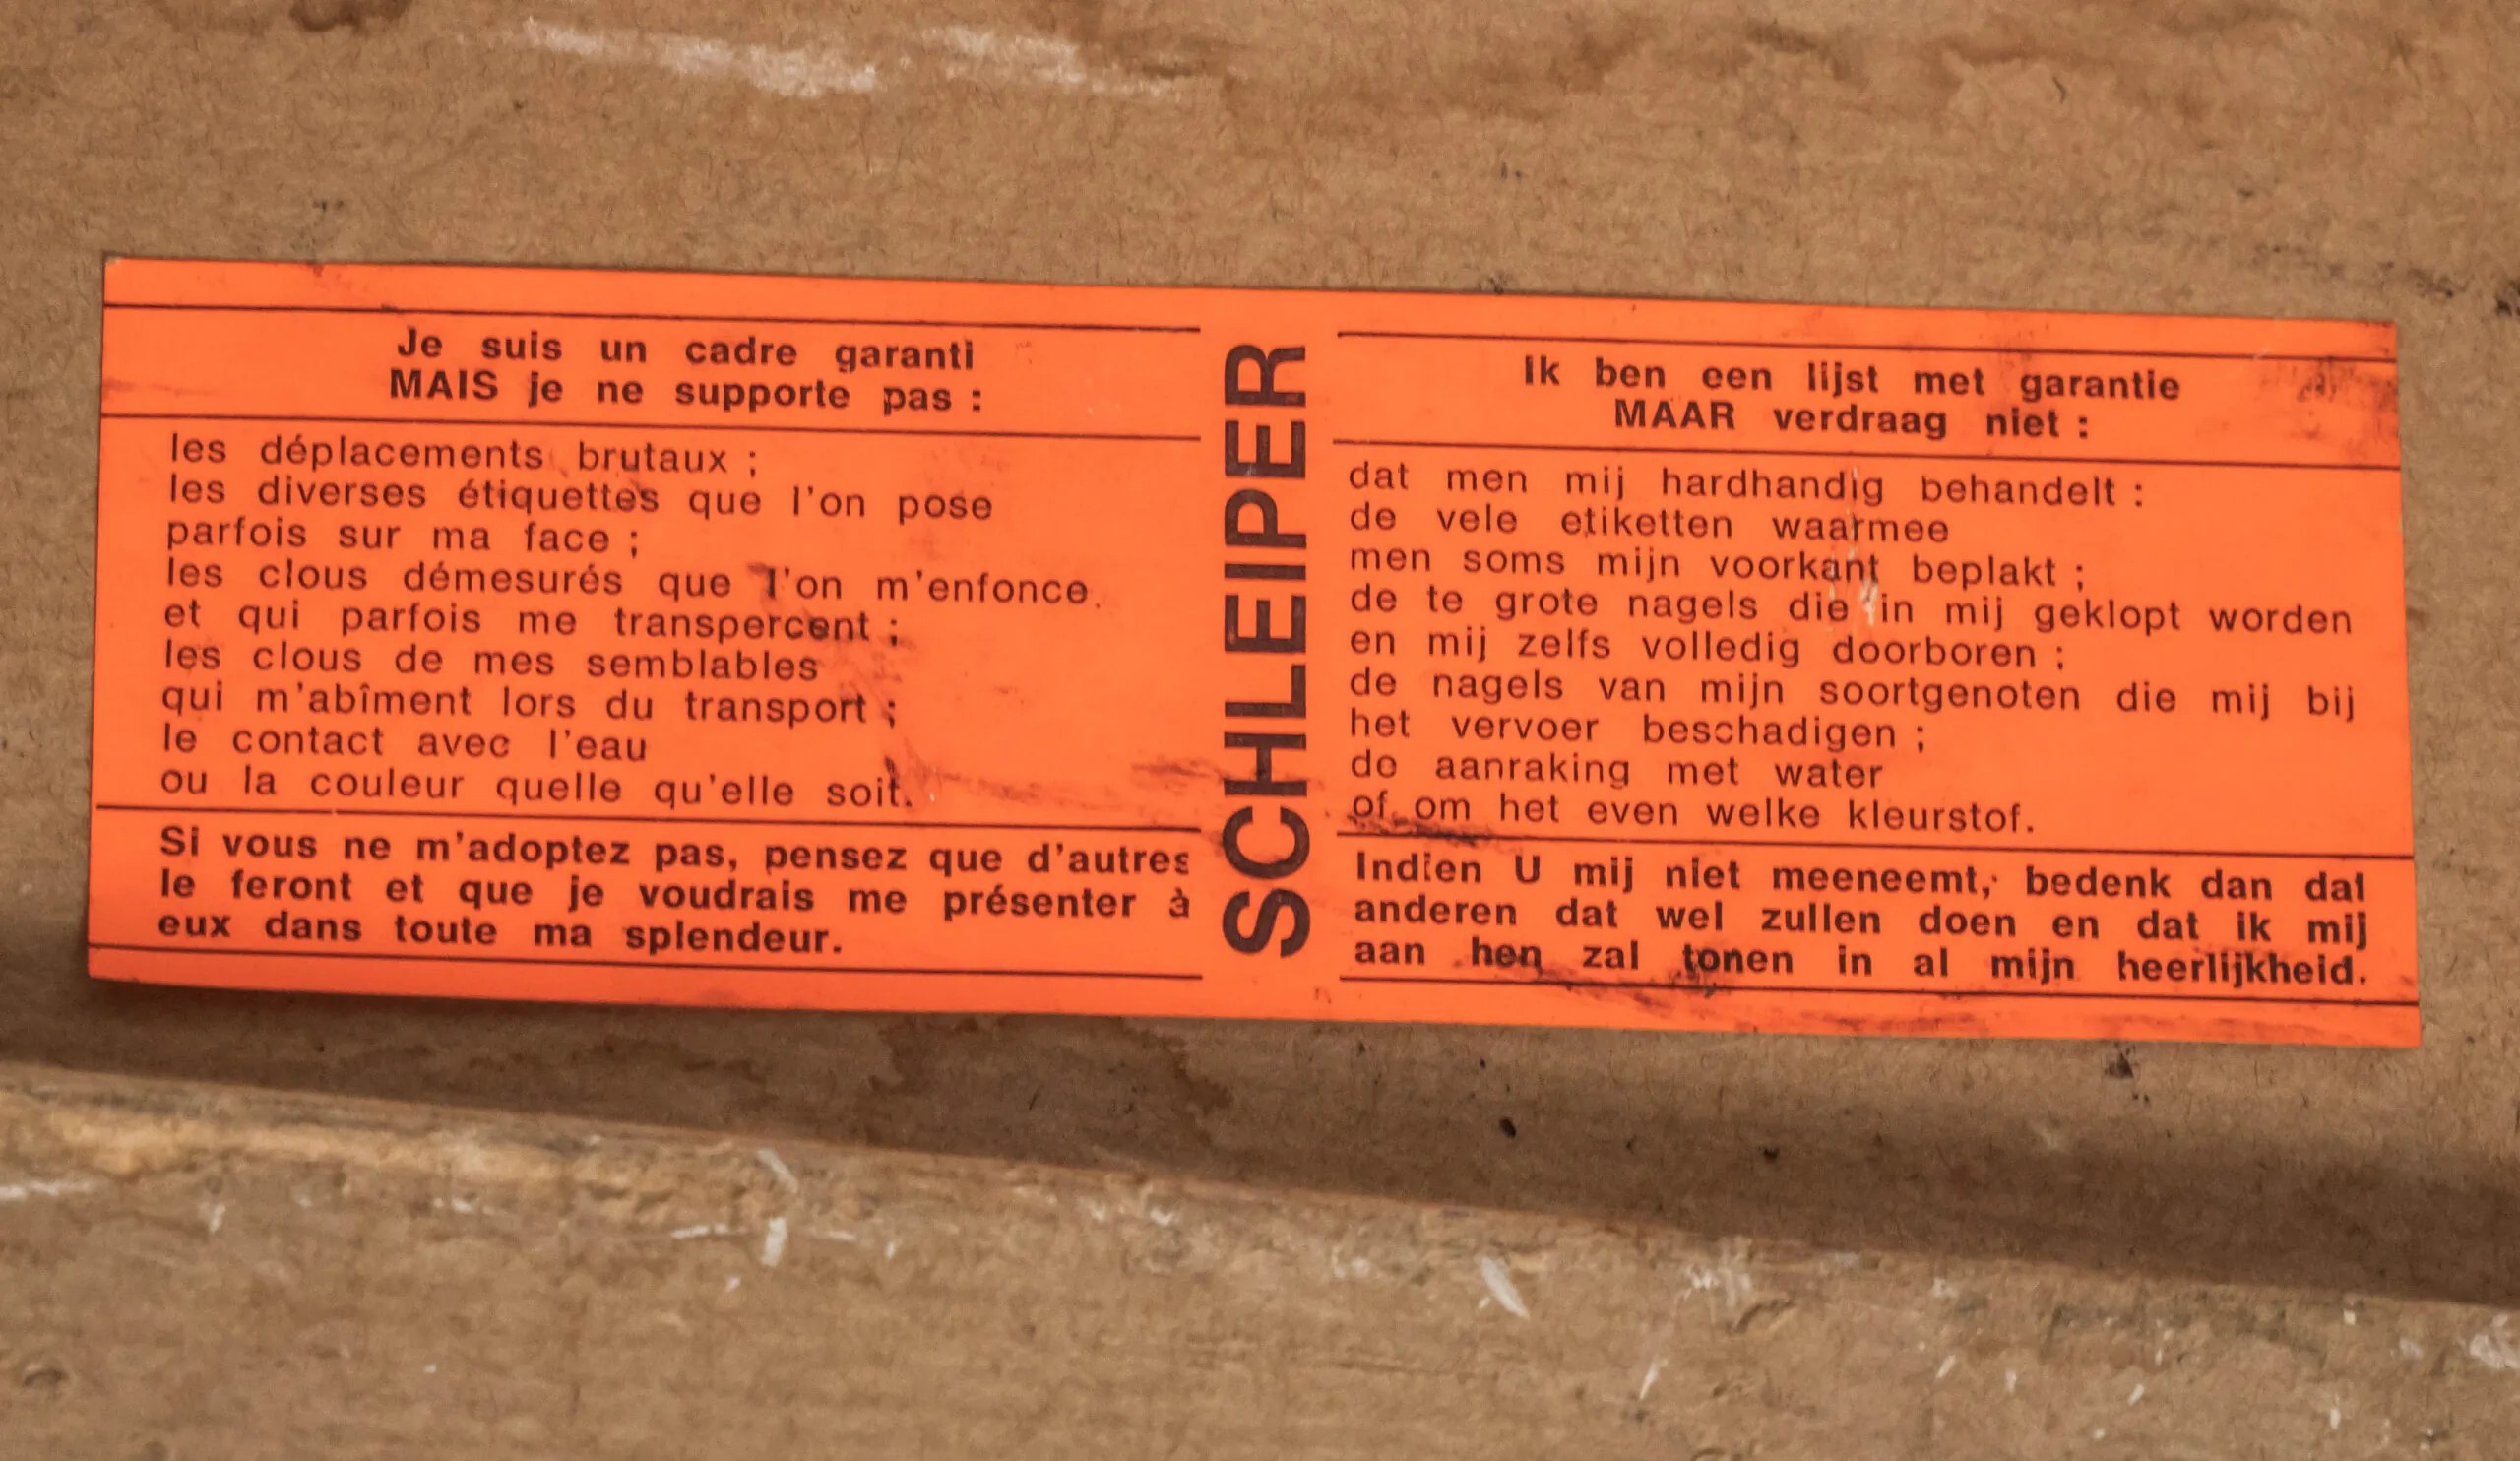 Je suis un cadre garanti
MAIS je ne supporte pas :
les déplacements brutaux ;
les diverses étiquettes que l'on pose
parfois sur ma face ;
les clous démesurés que l'on m'enfonce
et qui parfois me transpercent ;
les clous de mes semblables
qui m'abîment lors du transport ;
le contact avec l'eau
ou la couleur quelle qu'elle soit.
Si vous ne m'adoptez pas, pensez que d'autres
le feront et que je voudrais me présenter à
eux dans toute ma splendeur.
SCHLEIPER
Ik ben een lijst met garantie
MAAR verdraag niet :
dat men mij hardhandig behandelt :
de vele etiketten waarmee
men soms mijn voorkant beplakt ;
de te grote nagels die in mij geklopt worden
en mij zelfs volledig doorboren ;
de nagels van mijn soortgenoten die mij bij
het vervoer beschadigen ;
de aanraking met water
of om het even welke kleurstof.
Indien U mij niet meeneemt, bedenk dan dat
anderen dat wel zullen doen en dat ik mij
aan hen zal tonen in al mijn heerlijkheid.